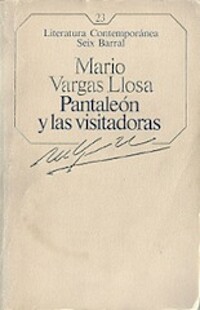 23
Literatura Contemporánea
Seix Barral
Mario
Vargas Llosa
Pantaleón
y las visitadoras